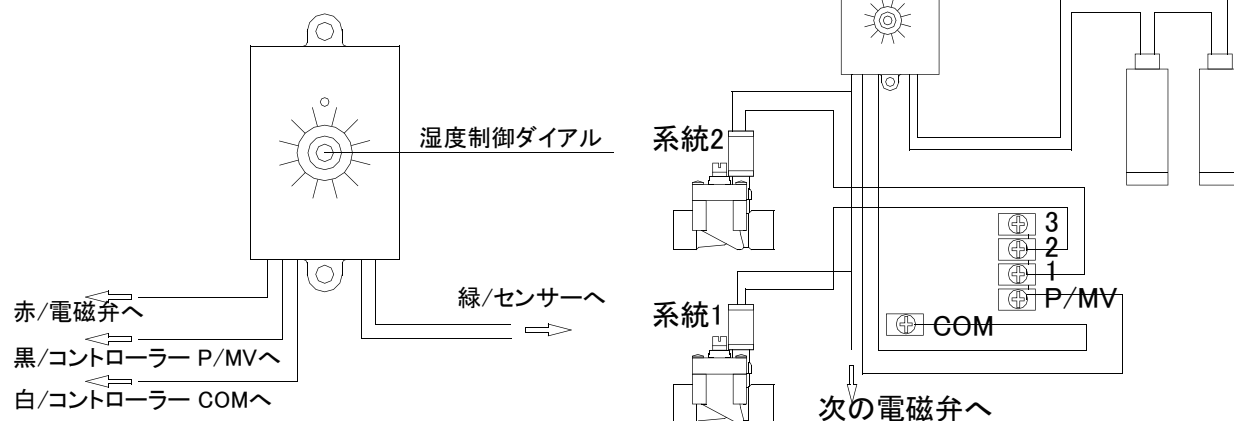 湿度制御ダイアル
赤/電磁弁へ
黒/コントローラー P/MVへ
白/コントローラー COMへ
緑/センサーへ
系統2
系統1
3
2
1
P/MV
COM
次の電磁弁へ